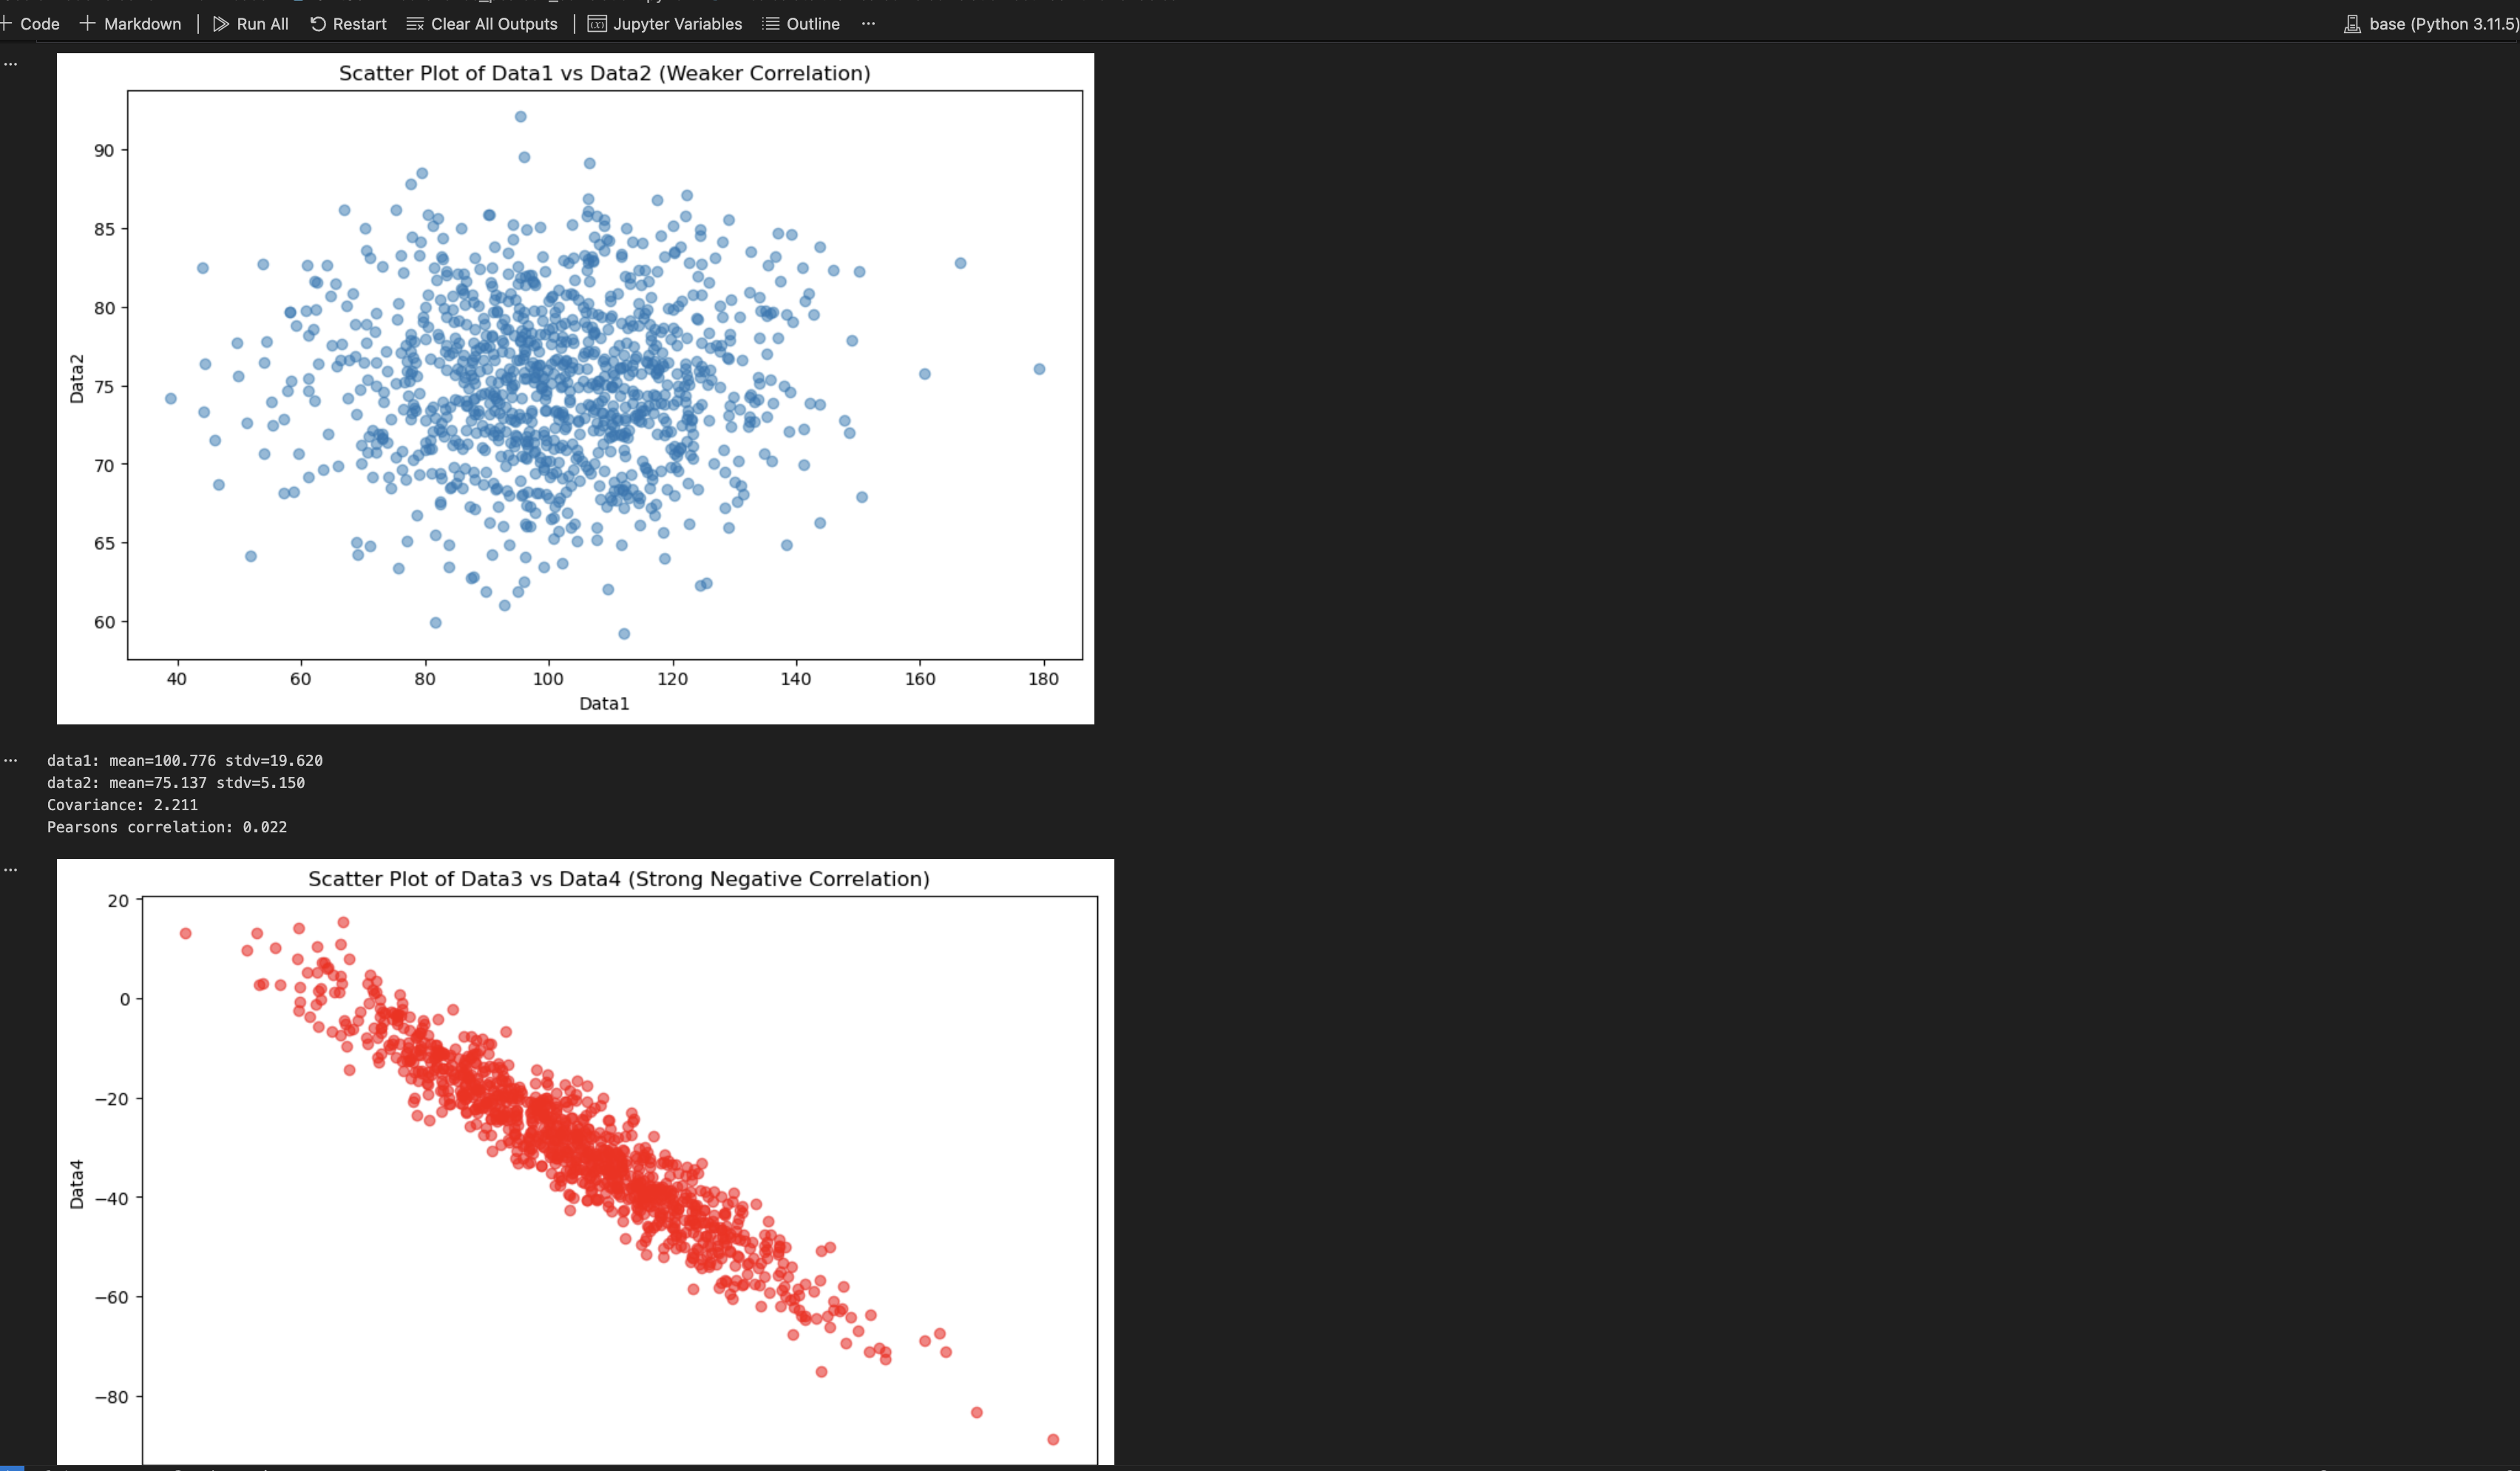 Code Markdown Run All Restart Clear All Outputs Jupyter Variables Outline ... base (Python 3.11.5)
...
Scatter Plot of Data1 vs Data2 (Weaker Correlation)
90
85
80
75
70
65
60
Data2
40 60 80 100 120 140 160 180
Data1
...
data1: mean=100.776 stdv=19.620
data2: mean=75.137 stdv=5.150
Covariance: 2.211
Pearsons correlation: 0.022
...
Scatter Plot of Data3 vs Data4 (Strong Negative Correlation)
20
0
−20
−40
−60
−80
Data4